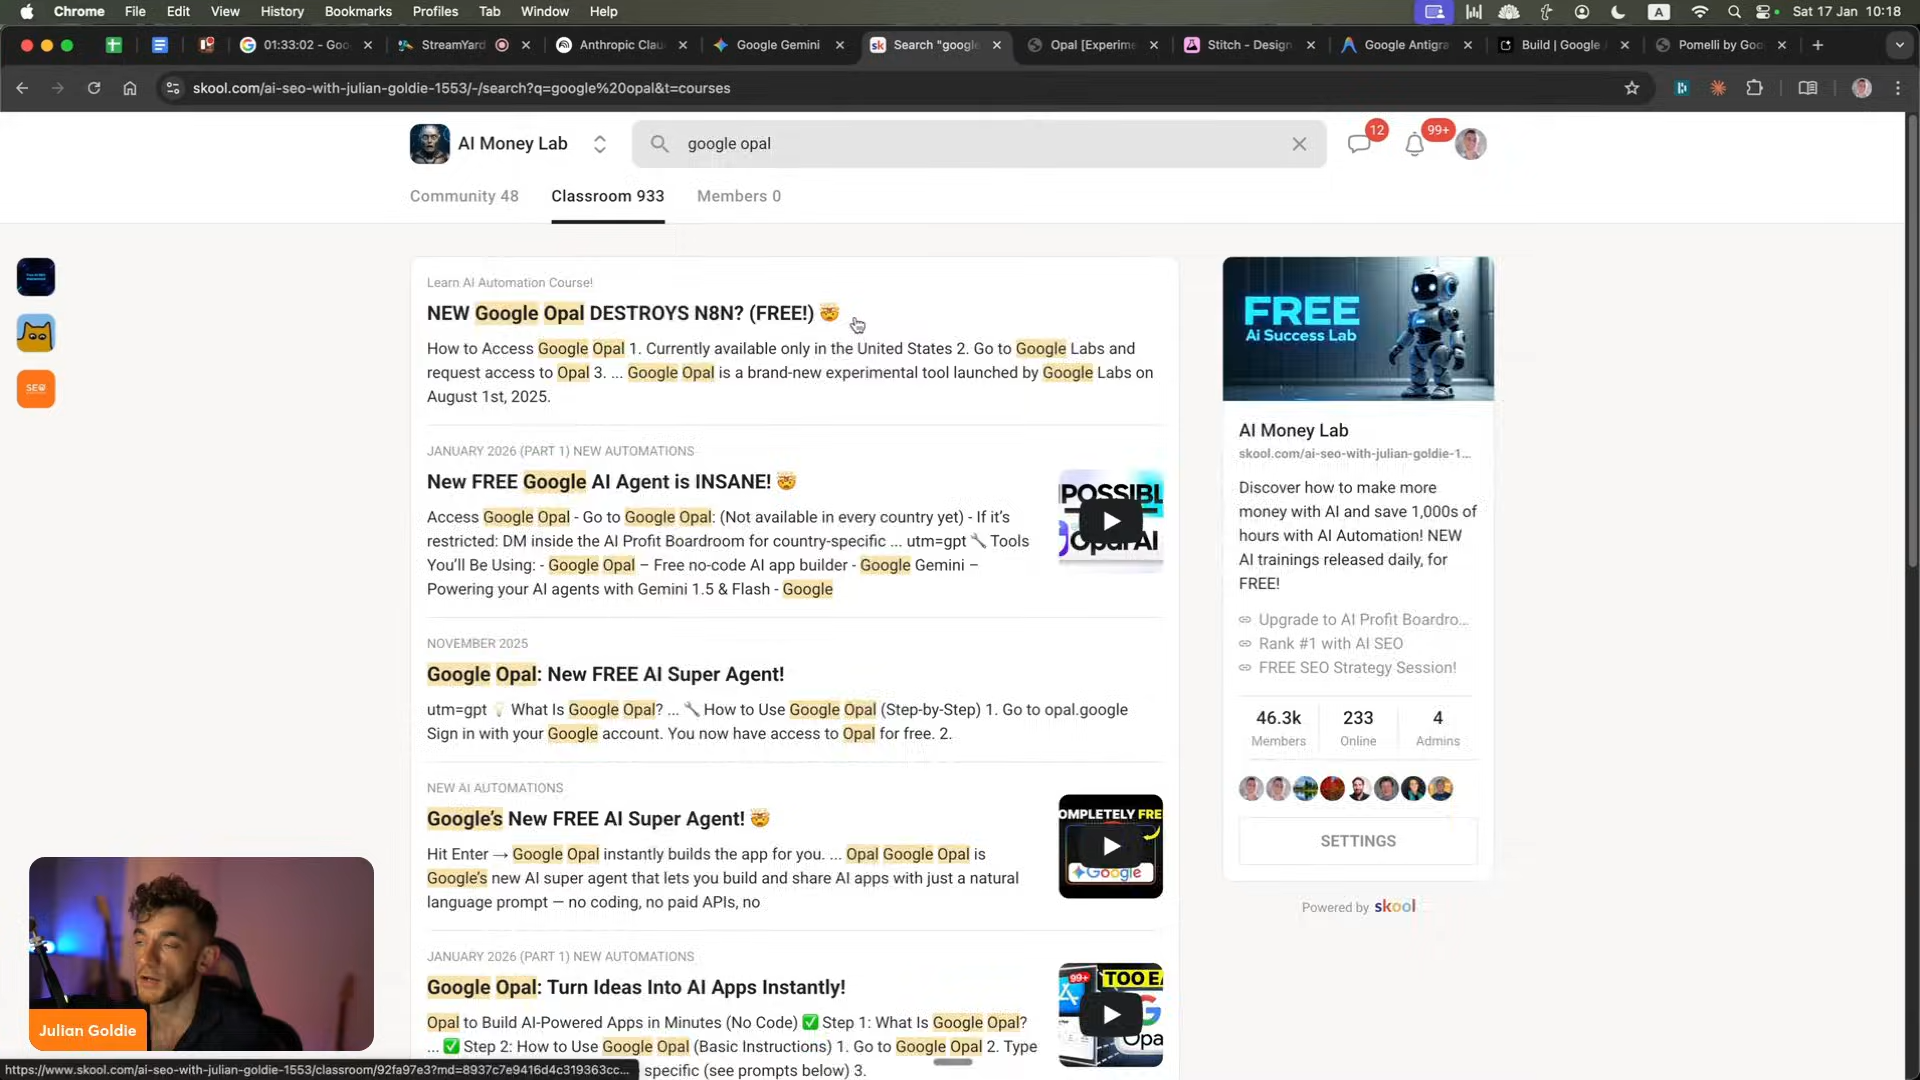 Chrome File Edit View History Bookmarks Profiles Tab Window Help
A Sat 17 Jan 10:18
01:33:02 - Goo StreamYard Anthropic Clau Google Gemini sk Search "google Opal [Experime Stitch - Design Google Antigra Build | Google Pomelli by Goo
skool.com/ai-seo-with-julian-goldie-1553/-/search?q=google%20opal&t=courses
AI Money Lab
google opal
12
99+
Community 48 Classroom 933 Members 0
SEO
Learn AI Automation Course!
NEW Google Opal DESTROYS N8N? (FREE!) 🤯
How to Access Google Opal 1. Currently available only in the United States 2. Go to Google Labs and
request access to Opal 3. ... Google Opal is a brand-new experimental tool launched by Google Labs on
August 1st, 2025.
JANUARY 2026 (PART 1) NEW AUTOMATIONS
New FREE Google AI Agent is INSANE! 🤯
Access Google Opal - Go to Google Opal: (Not available in every country yet) - If it's
restricted: DM inside the AI Profit Boardroom for country-specific ... utm=gpt 🔧 Tools
You'll Be Using: - Google Opal – Free no-code AI app builder - Google Gemini –
Powering your AI agents with Gemini 1.5 & Flash - Google
POSSIBL
Opal AI
NOVEMBER 2025
Google Opal: New FREE AI Super Agent!
utm=gpt 💡 What Is Google Opal? ... 🔧 How to Use Google Opal (Step-by-Step) 1. Go to opal.google
Sign in with your Google account. You now have access to Opal for free. 2.
NEW AI AUTOMATIONS
Google's New FREE AI Super Agent! 🤯
Hit Enter → Google Opal instantly builds the app for you. ... Opal Google Opal is
Google's new AI super agent that lets you build and share AI apps with just a natural
language prompt — no coding, no paid APIs, no
OMPLETELY FRE
Google
JANUARY 2026 (PART 1) NEW AUTOMATIONS
Google Opal: Turn Ideas Into AI Apps Instantly!
Opal to Build AI-Powered Apps in Minutes (No Code) ✅ Step 1: What Is Google Opal?
... ✅ Step 2: How to Use Google Opal (Basic Instructions) 1. Go to Google Opal 2. Type
specific (see prompts below) 3.
99+
TOO EA
Opa
FREE
Ai Success Lab
AI Money Lab
skool.com/ai-seo-with-julian-goldie-1...
Discover how to make more
money with AI and save 1,000s of
hours with AI Automation! NEW
AI trainings released daily, for
FREE!
Upgrade to AI Profit Boardro...
Rank #1 with AI SEO
FREE SEO Strategy Session!
46.3k 233 4
Members Online Admins
SETTINGS
Powered by skool
Julian Goldie
https://www.skool.com/ai-seo-with-julian-goldie-1553/classroom/92fa97e3?md=8937c7e9416d4c319363cc...